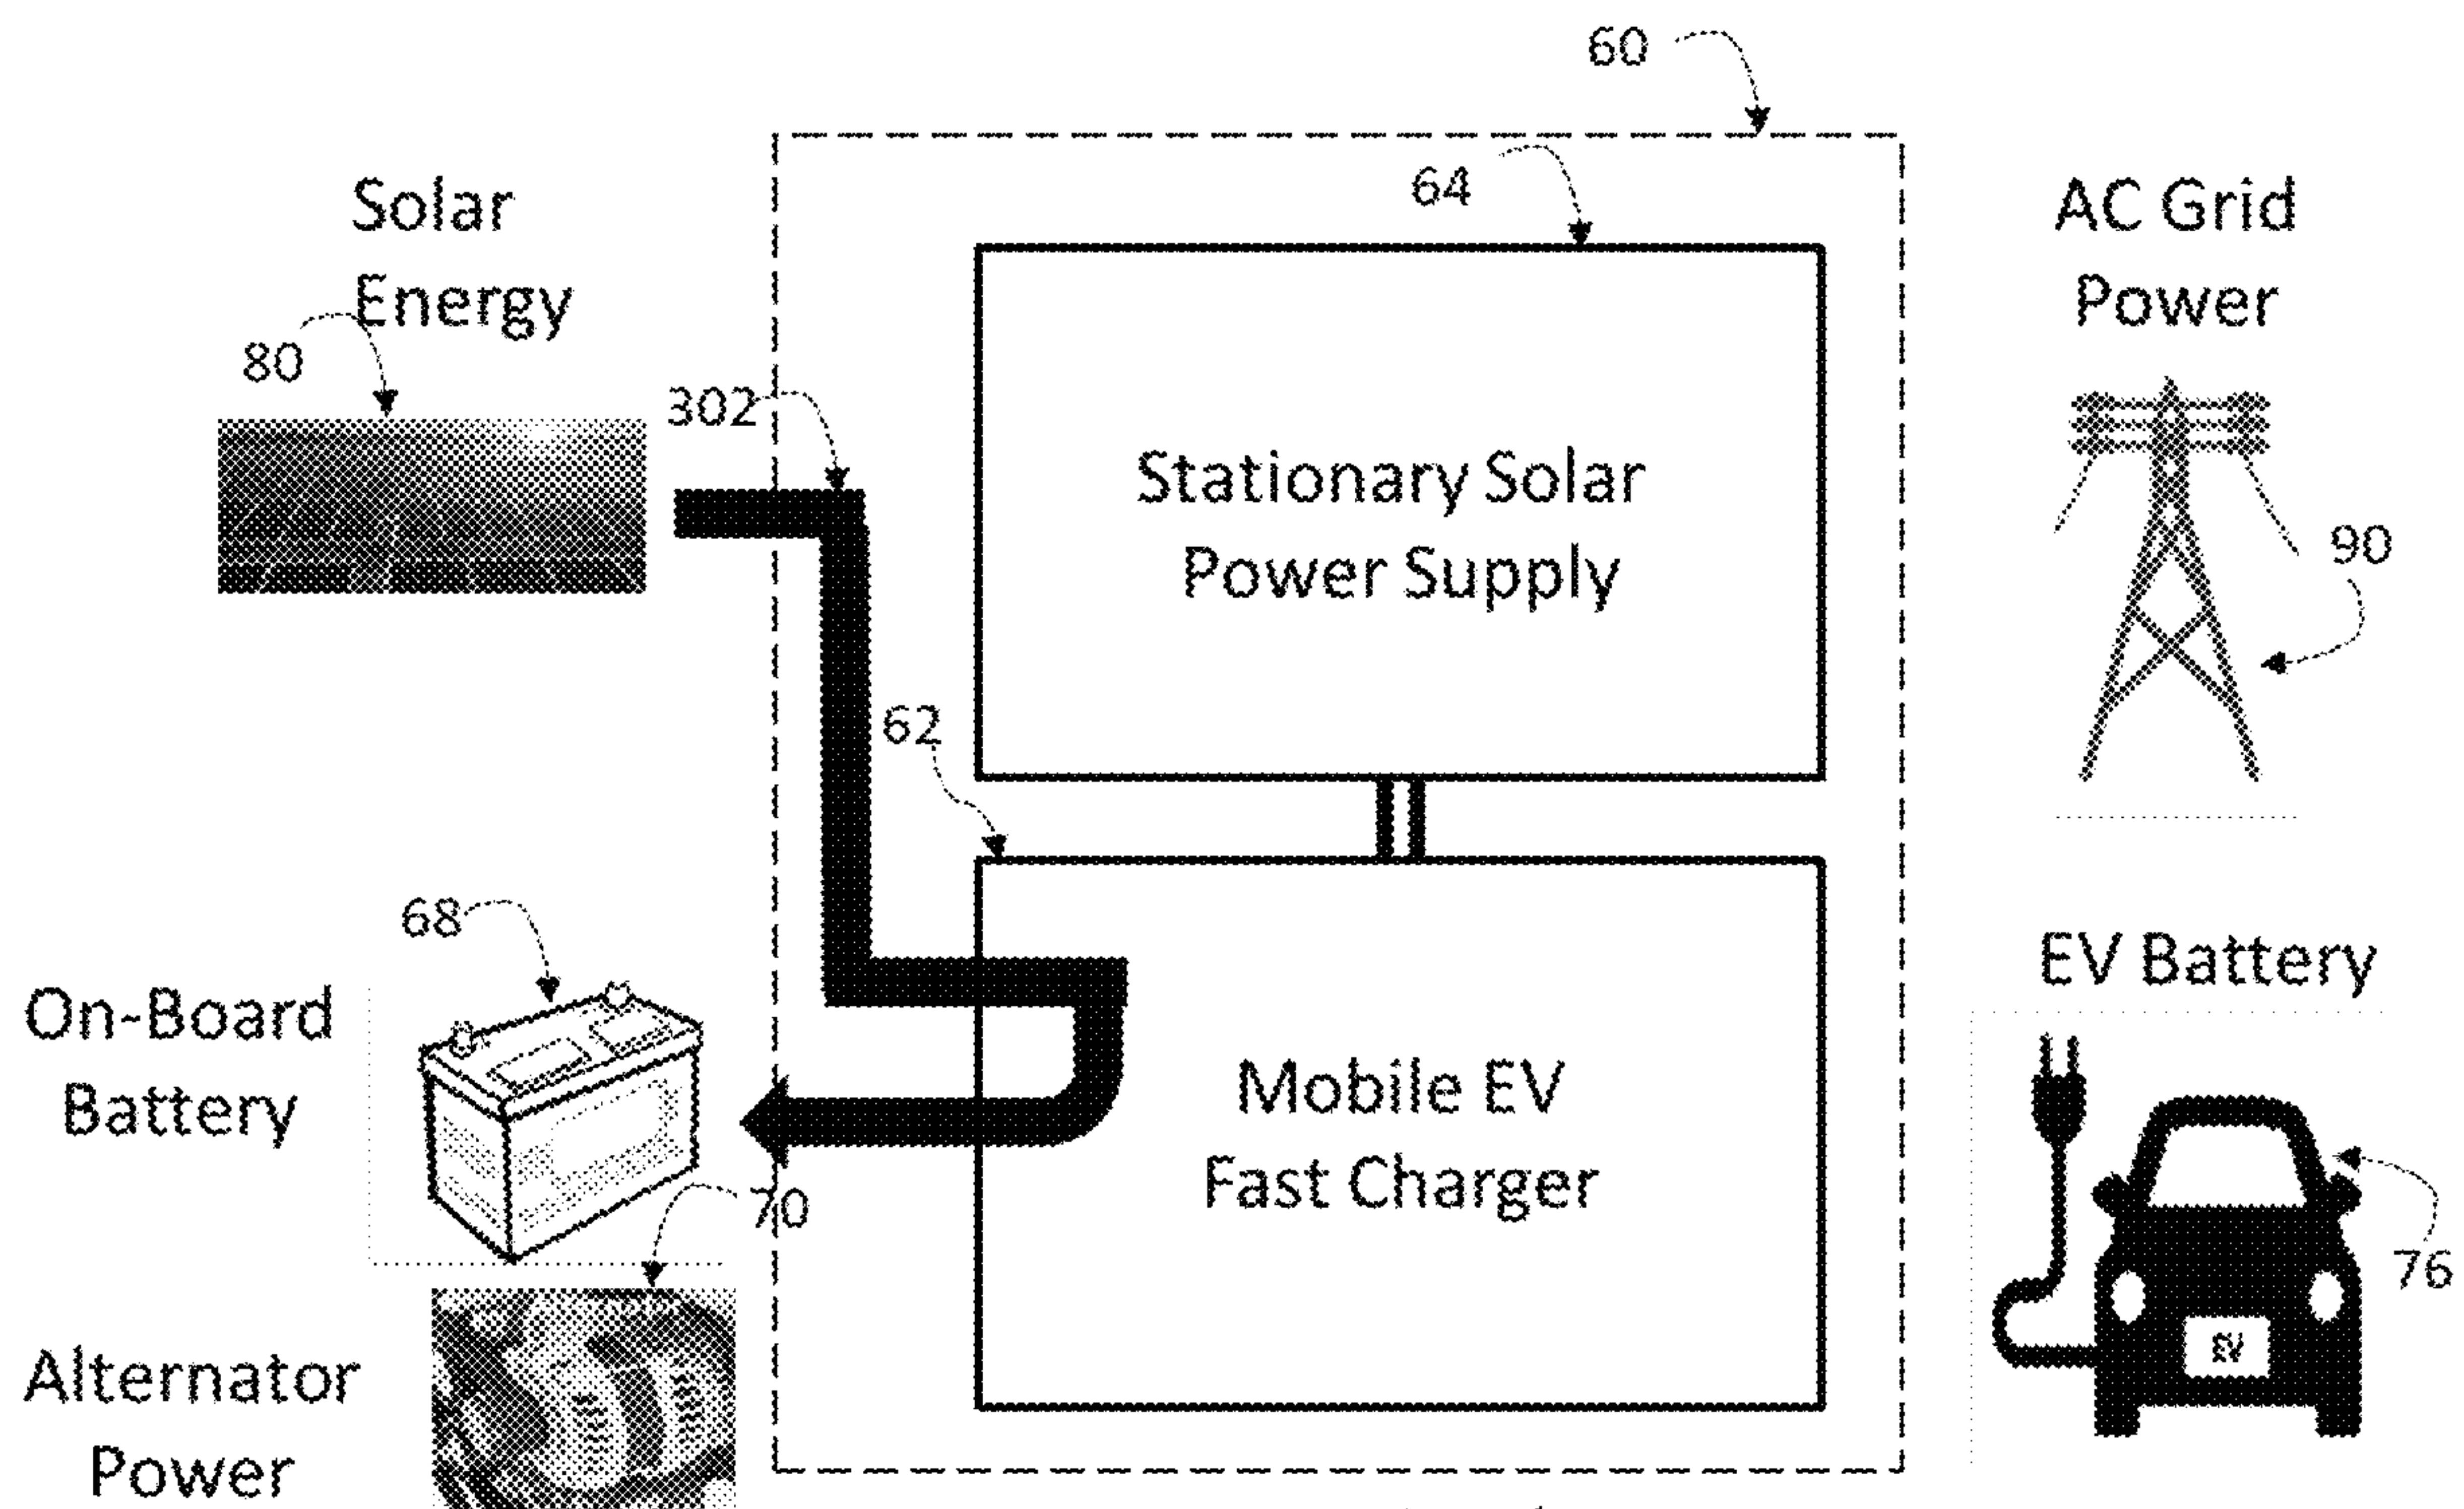 60
64
Solar
Energy
80
302
AC Grid
Power
Stationary Solar
Power Supply
90
62
68
On-Board
Battery
EV Battery
Mobile EV
Fast Charger
70
76
EV
Alternator
Power